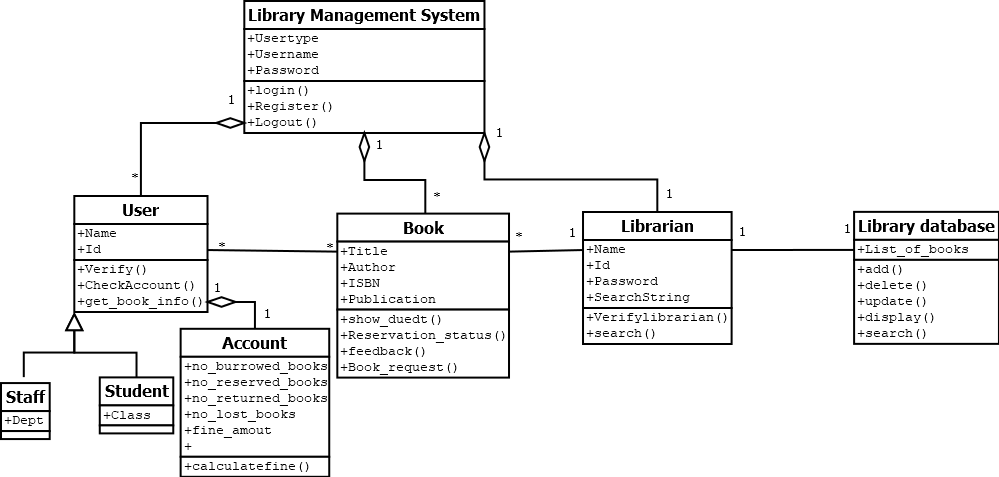 Library Management System
+Usertype
+Username
+Password
+login()
+Register()
+Logout()
1
1
1
*
*
1
User
+Name
+Id
+Verify()
+CheckAccount()
+get_book_info()
*
*
1
1
Book
+Title
+Author
+ISBN
+Publication
+show_duedt()
+Reservation_status()
+feedback()
+Book_request()
*
1
Librarian
+Name
+Id
+Password
+SearchString
+Verifylibrarian()
+search()
1
1
Library database
+List_of_books
+add()
+delete()
+update()
+display()
+search()
Account
+no_burrowed_books
+no_reserved_books
+no_returned_books
+no_lost_books
+fine_amout
+
+calculatefine()
Staff
+Dept
Student
+Class